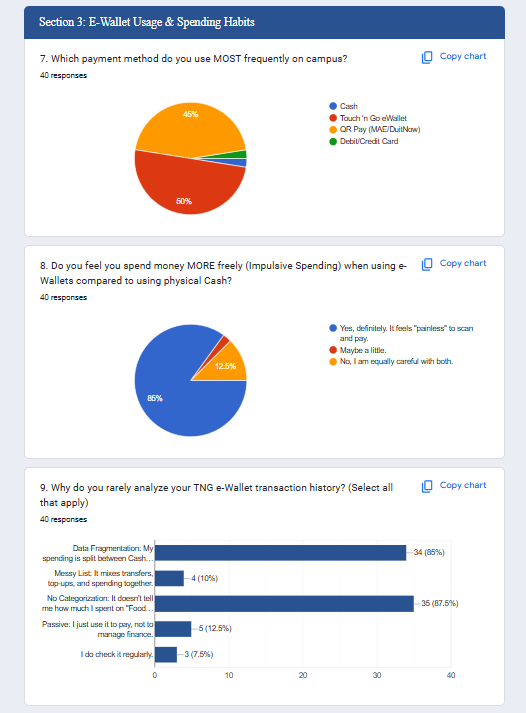 Section 3: E-Wallet Usage & Spending Habits
7. Which payment method do you use MOST frequently on campus?
Copy chart
40 responses
45%
50%
Cash
Touch 'n Go eWallet
QR Pay (MAE/DuitNow)
Debit/Credit Card
8. Do you feel you spend money MORE freely (Impulsive Spending) when using e-
Wallets compared to using physical Cash?
Copy chart
40 responses
85%
12.5%
Yes, definitely. It feels "painless" to scan
and pay.
Maybe a little.
No, I am equally careful with both.
9. Why do you rarely analyze your TNG e-Wallet transaction history? (Select all
that apply)
Copy chart
40 responses
Data Fragmentation: My
spending is split between Cash…
34 (85%)
Messy List: It mixes transfers,
top-ups, and spending together.
4 (10%)
No Categorization: It doesn't tell
me how much I spent on "Food…
35 (87.5%)
Passive: I just use it to pay, not to
manage finance.
5 (12.5%)
I do check it regularly.
3 (7.5%)
0 10 20 30 40